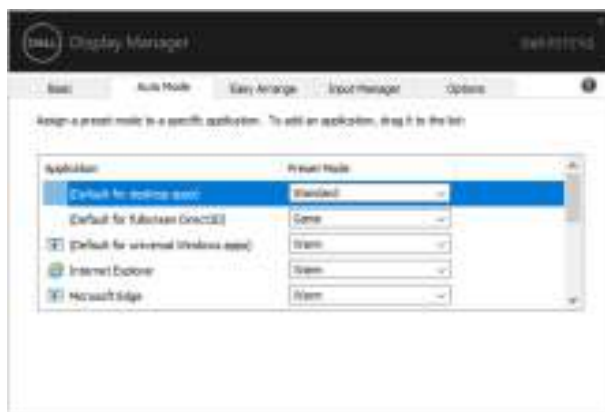 DELL Display Manager
Basic Auto Mode Easy Arrange Input Manager Options
Assign a preset mode to a specific application. To add an application, drag it to the list:
Application Preset Mode
(Default for desktop apps) Standard
(Default for fullscreen Direct3D) Game
(Default for universal Windows apps) Warm
Internet Explorer Warm
Microsoft Edge Warm